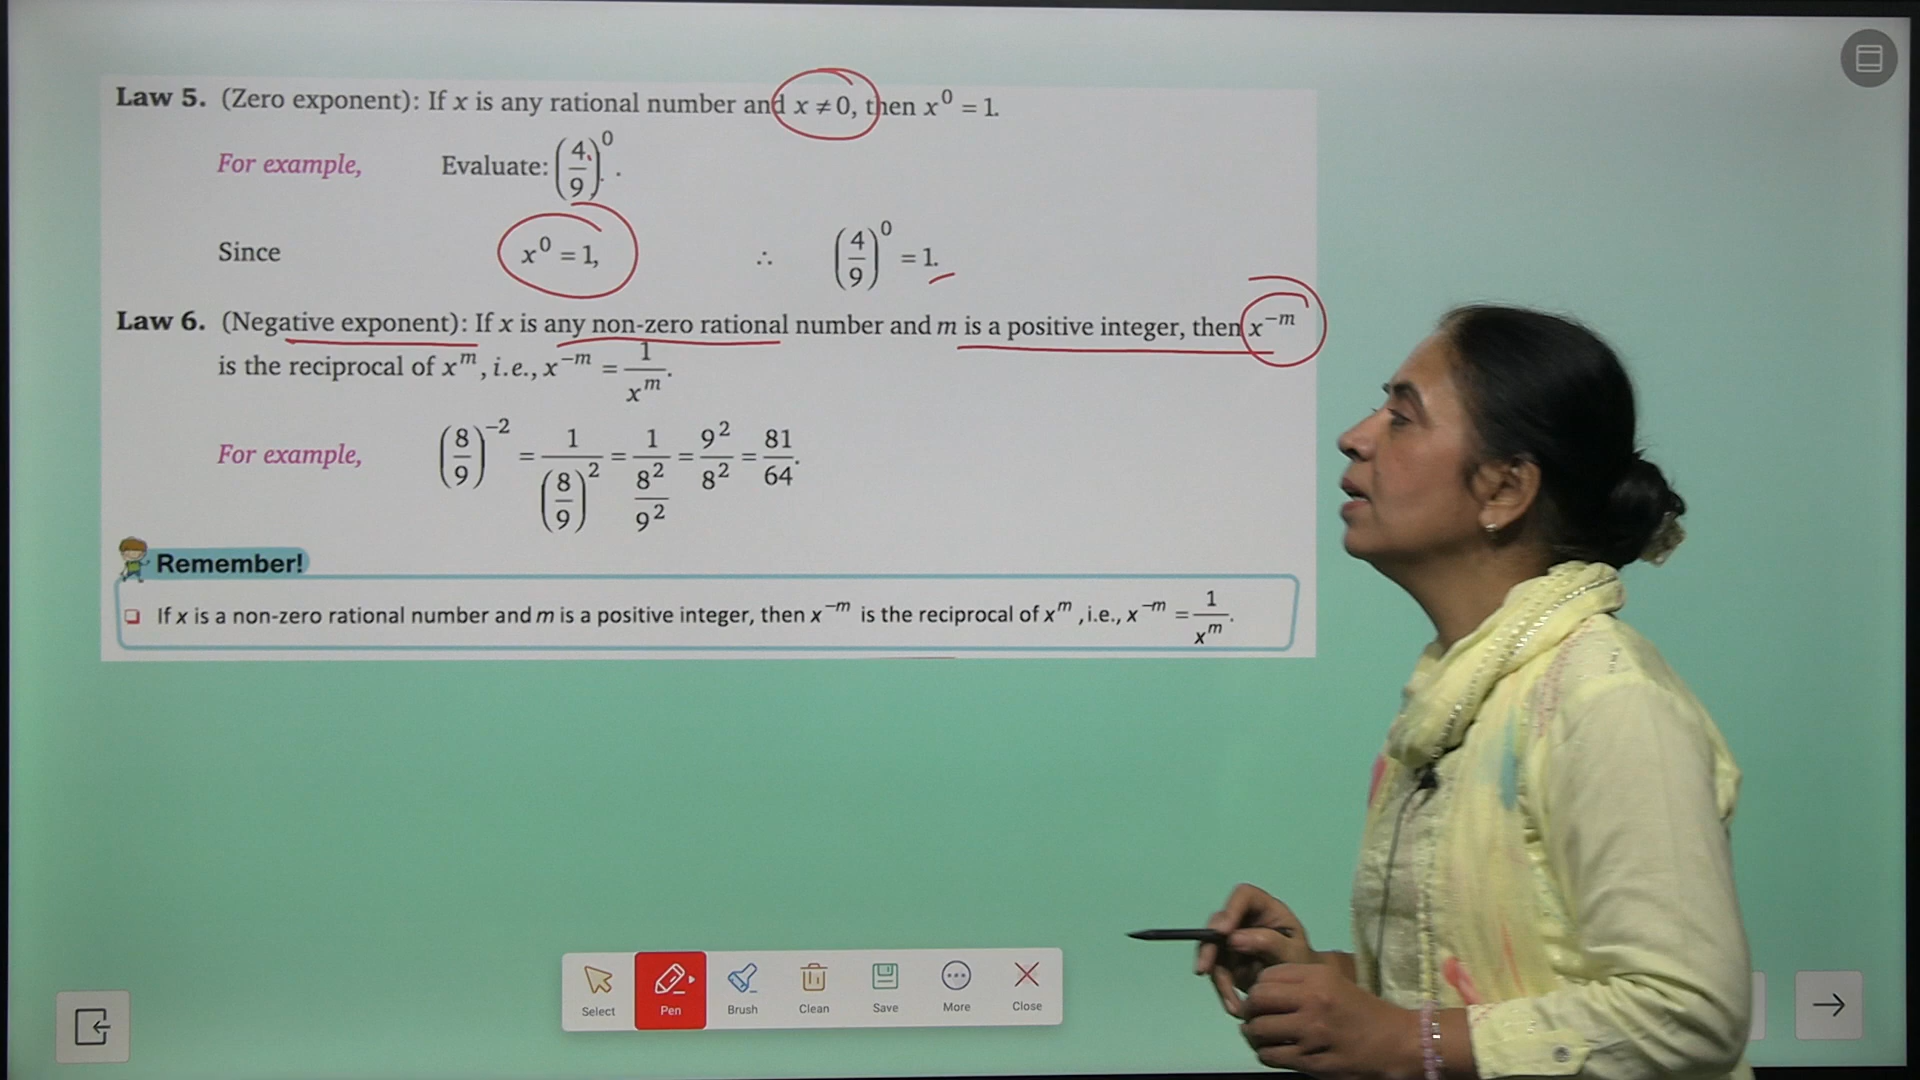 Law 5. (Zero exponent): If x is any rational number and x ≠ 0, then x⁰ = 1.
For example, Evaluate: (4/9)⁰.
Since x⁰ = 1, ∴ (4/9)⁰ = 1.
Law 6. (Negative exponent): If x is any non-zero rational number and m is a positive integer, then x⁻ᵐ
is the reciprocal of xᵐ, i.e., x⁻ᵐ = 1/xᵐ.
For example, (8/9)⁻² = 1/(8/9)² = 1/(8²/9²) = 9²/8² = 81/64.
Remember!
❑ If x is a non-zero rational number and m is a positive integer, then x⁻ᵐ is the reciprocal of xᵐ ,i.e., x⁻ᵐ = 1/xᵐ.
Select Pen Brush Clean Save More Close